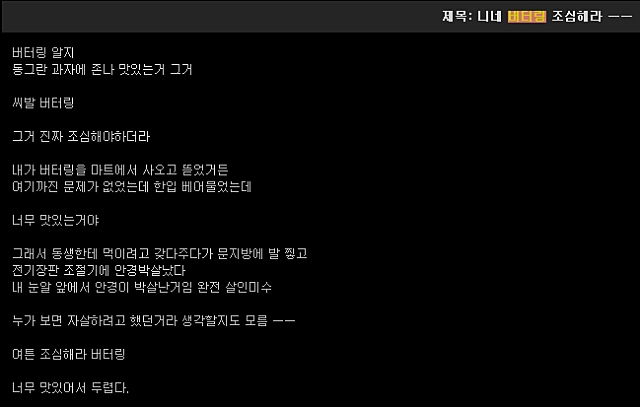 제목: 니네 버터링 조심해라 ㅡㅡ
버터링 알지
동그란 과자에 존나 맛있는거 그거
씨발 버터링
그거 진짜 조심해야하더라
내가 버터링을 마트에서 사오고 뜯었거든
여기까진 문제가 없었는데 한입 베어물었는데
너무 맛있는거야
그래서 동생한테 먹이려고 갖다주다가 문지방에 발 찧고
전기장판 조절기에 안경박살났다
내 눈알 앞에서 안경이 박살난거임 완전 살인미수
누가 보면 자살하려고 했던거라 생각할지도 모름 ㅡㅡ
여튼 조심해라 버터링
너무 맛있어서 두렵다.